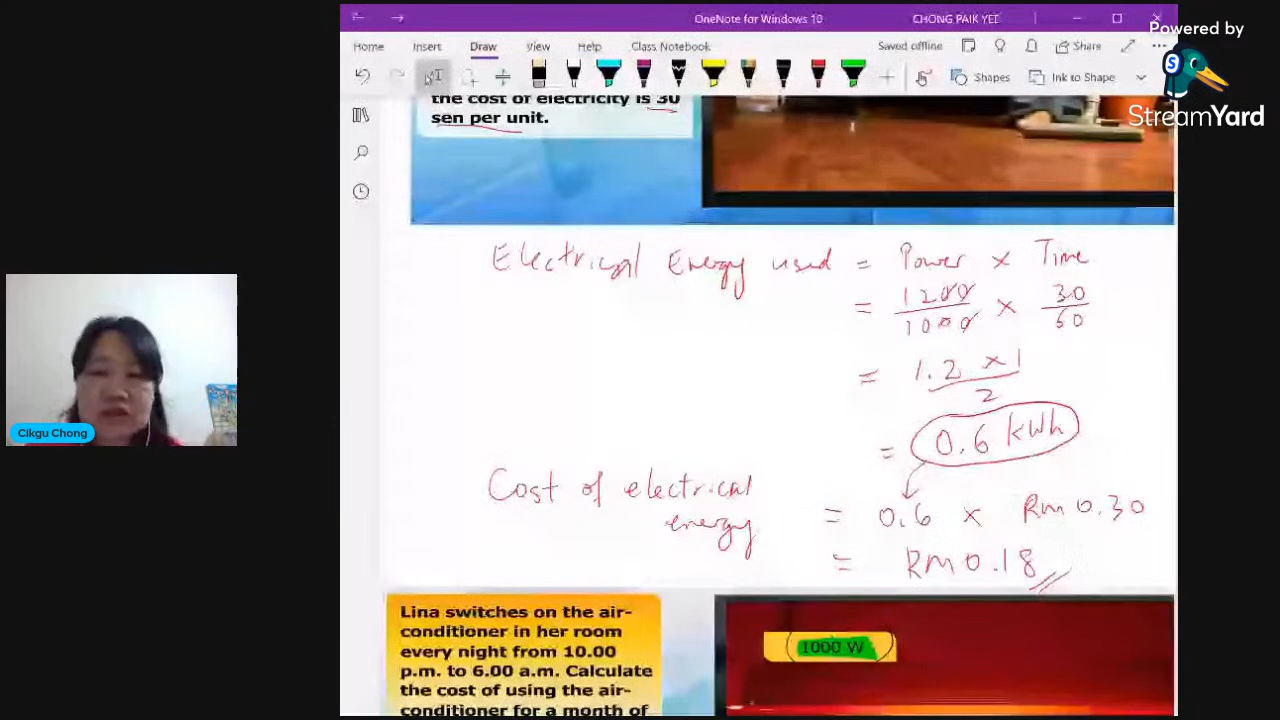 OneNote for Windows 10
CHONG PAIK YEE
Powered by
StreamYard
Home
Insert
Draw
View
Help
Class Notebook
Saved offline
Share
Shapes
Ink to Shape
the cost of electricity is 30
sen per unit.
Electrical Energy used = Power × Time
= 1200/1000 × 30/60
= 1.2 × 1/2
= 0.6 kWh
Cost of electrical
energy
= 0.6 × Rm 0.30
= Rm 0.18
Cikgu Chong
Lina switches on the air-
conditioner in her room
every night from 10.00
p.m. to 6.00 a.m. Calculate
the cost of using the air-
conditioner for a month of
1000 W